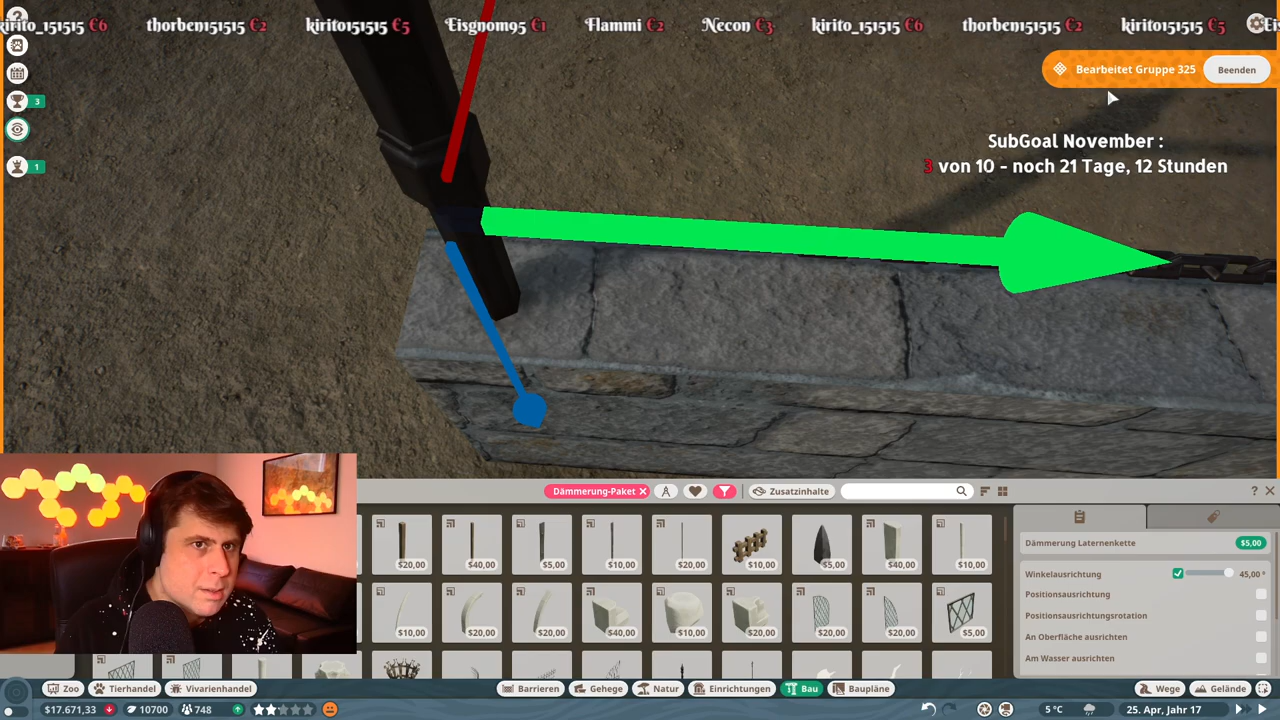 kirito_151515 €6 thorben151515 €2 kirito151515 €5 Eisgnom95 €1 Flammi €2 Necon €3 kirito_151515 €6 thorben151515 €2 kirito151515 €5
Bearbeitet Gruppe 325 Beenden
3
SubGoal November :
3 von 10 - noch 21 Tage, 12 Stunden
1
Dämmerung-Paket Zusatzinhalte
$20,00 $40,00 $5,00 $10,00 $20,00 $10,00 $5,00 $40,00 $10,00
$10,00 $20,00 $20,00 $40,00 $10,00 $20,00 $20,00 $20,00 $5,00
Dämmerung Laternenkette $5,00
Winkelausrichtung 45,00 °
Positionsausrichtung
Positionsausrichtungsrotation
An Oberfläche ausrichten
Am Wasser ausrichten
Zoo Tierhandel Vivarienhandel Barrieren Gehege Natur Einrichtungen Bau Baupläne Wege Gelände
$17.671,33 10700 748 5 °C 25. Apr, Jahr 17